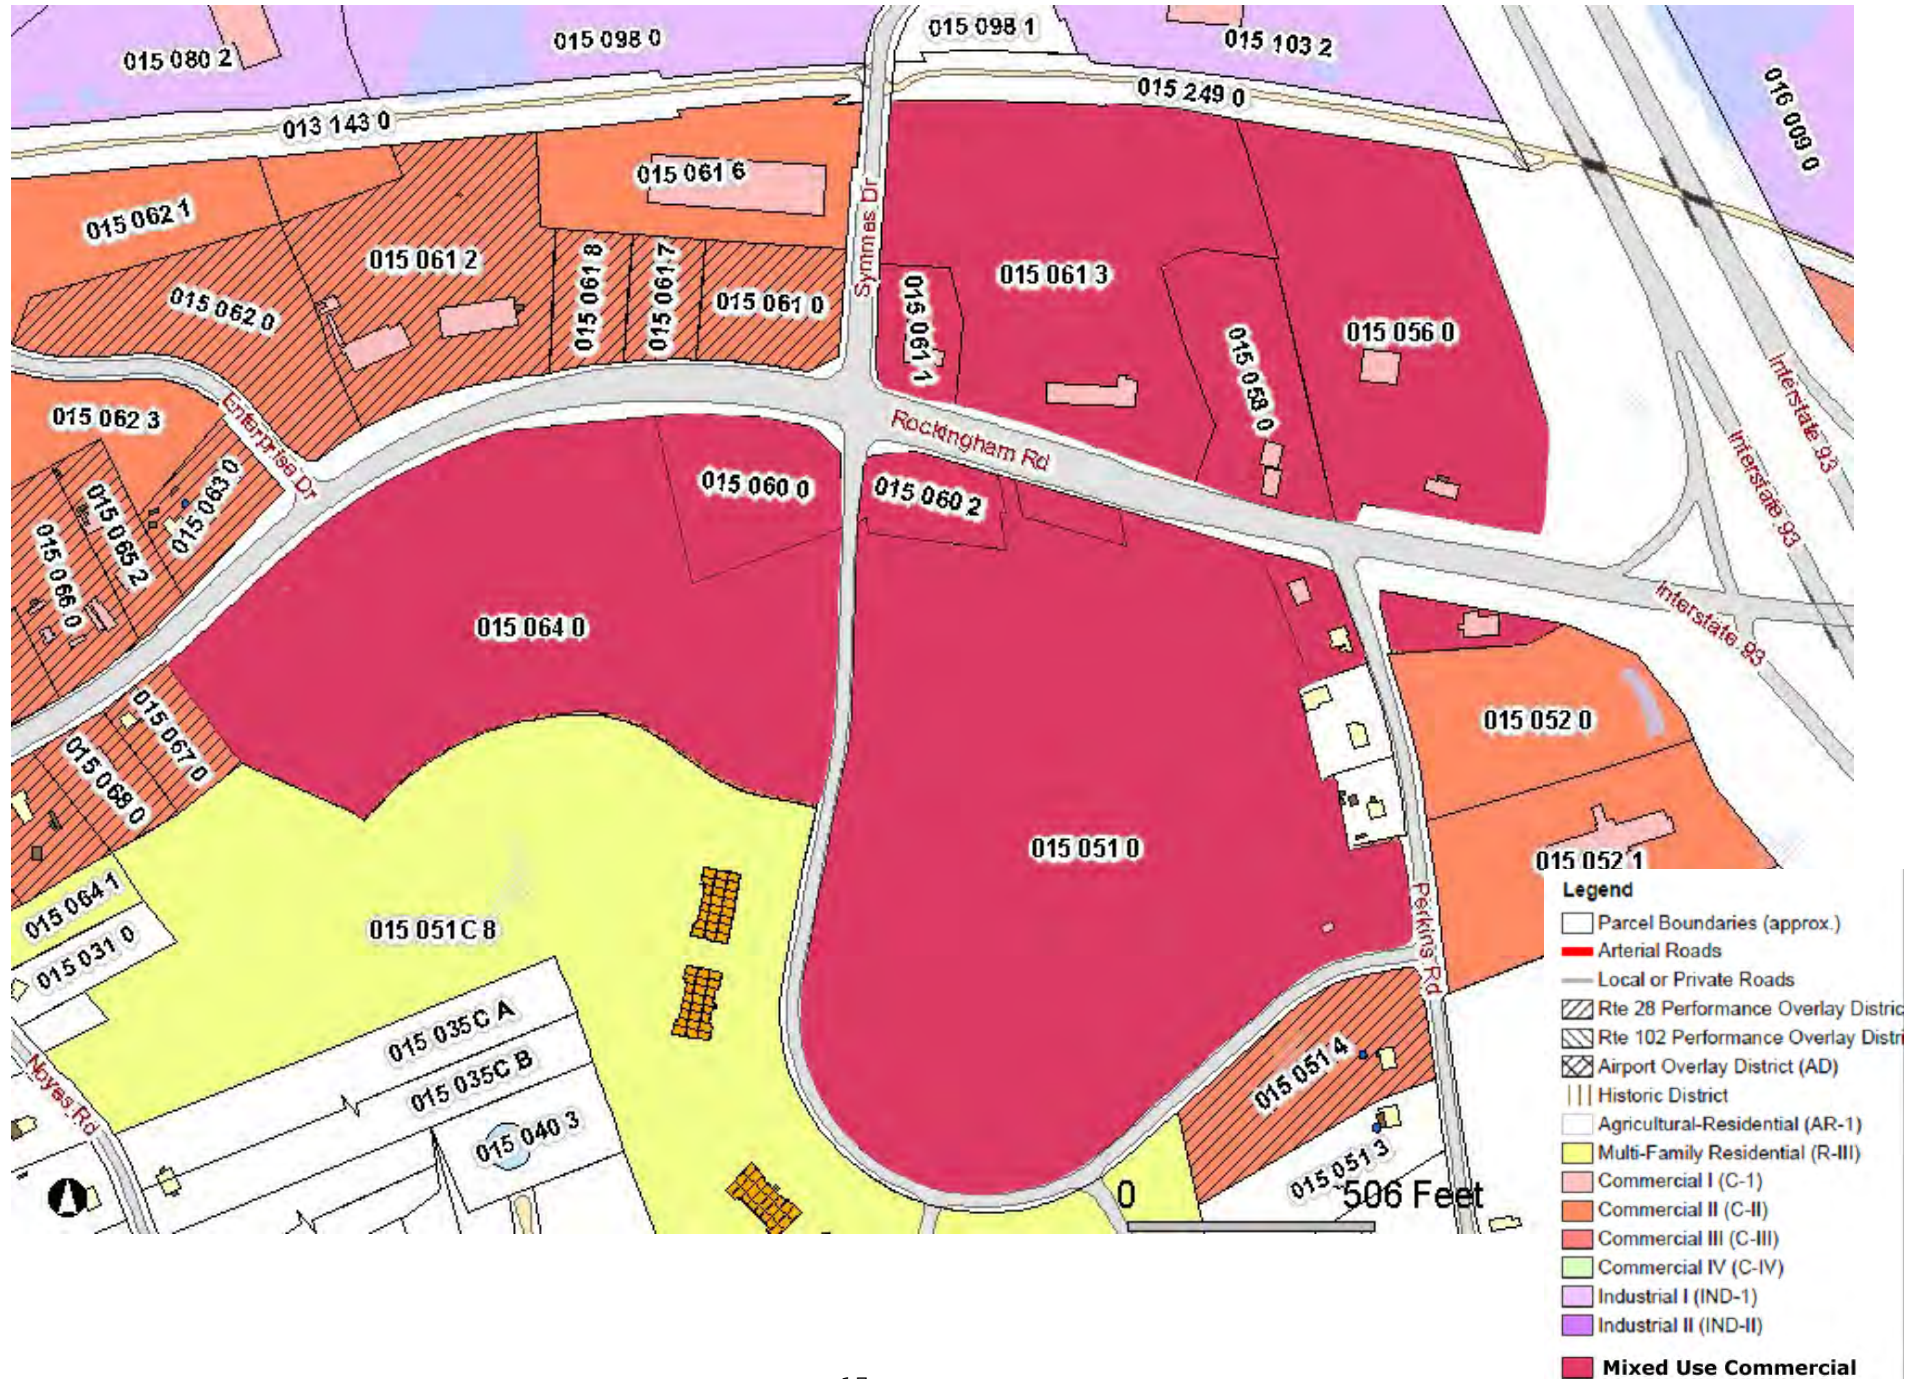 015 080 2
015 098 0
015 098 1
015 103 2
016 009 0
013 143 0
015 249 0
015 061 6
015 062 1
015 061 2
015 062 0
015 061 8
015 061 7
015 061 0
Symmes Dr
015 061 1
015 061 3
015 058 0
015 056 0
Interstate 93
Interstate 93
Interstate 93
015 062 3
Enterprise Dr
Rockingham Rd
015 063 0
015 065 2
015 066 0
015 060 0
015 060 2
015 064 0
015 067 0
015 068 0
015 052 0
015 051 0
015 052 1
Perkins Rd
015 064 1
015 031 0
015 051C 8
015 035C A
015 035C B
015 040 3
Noyes Rd
015 051 4
015 051 3
0
506 Feet
Legend
Parcel Boundaries (approx.)
Arterial Roads
Local or Private Roads
Rte 28 Performance Overlay Distric
Rte 102 Performance Overlay Distri
Airport Overlay District (AD)
Historic District
Agricultural-Residential (AR-1)
Multi-Family Residential (R-III)
Commercial I (C-1)
Commercial II (C-II)
Commercial III (C-III)
Commercial IV (C-IV)
Industrial I (IND-1)
Industrial II (IND-II)
Mixed Use Commercial